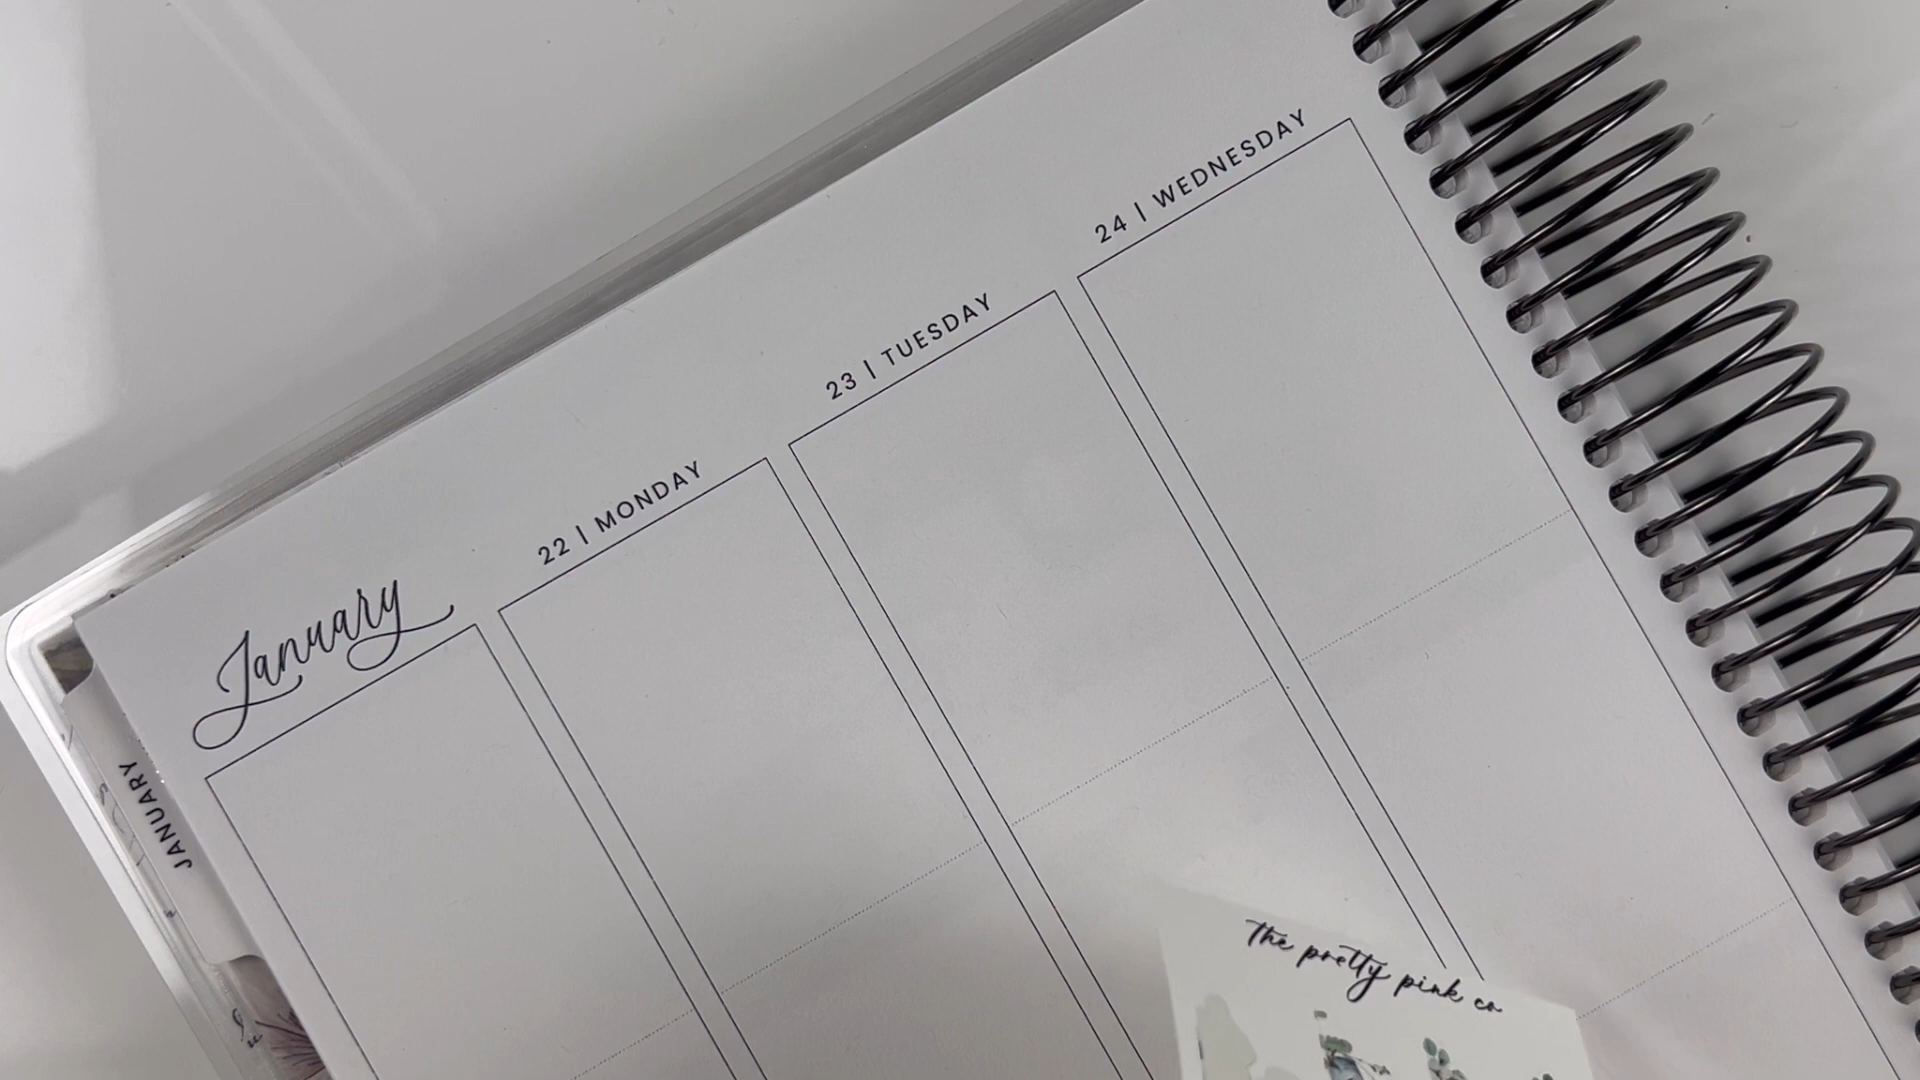 January
22 | MONDAY
23 | TUESDAY
24 | WEDNESDAY
JANUARY
the pretty pink co